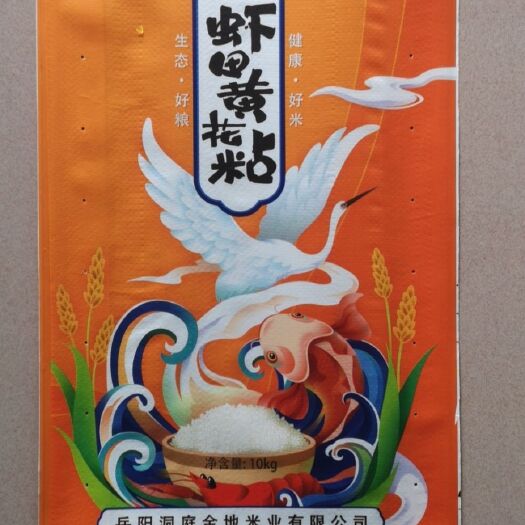 虾田黄花粘米
生态·好粮
健康·好米
净含量:10kg
岳阳洞庭金地米业有限公司